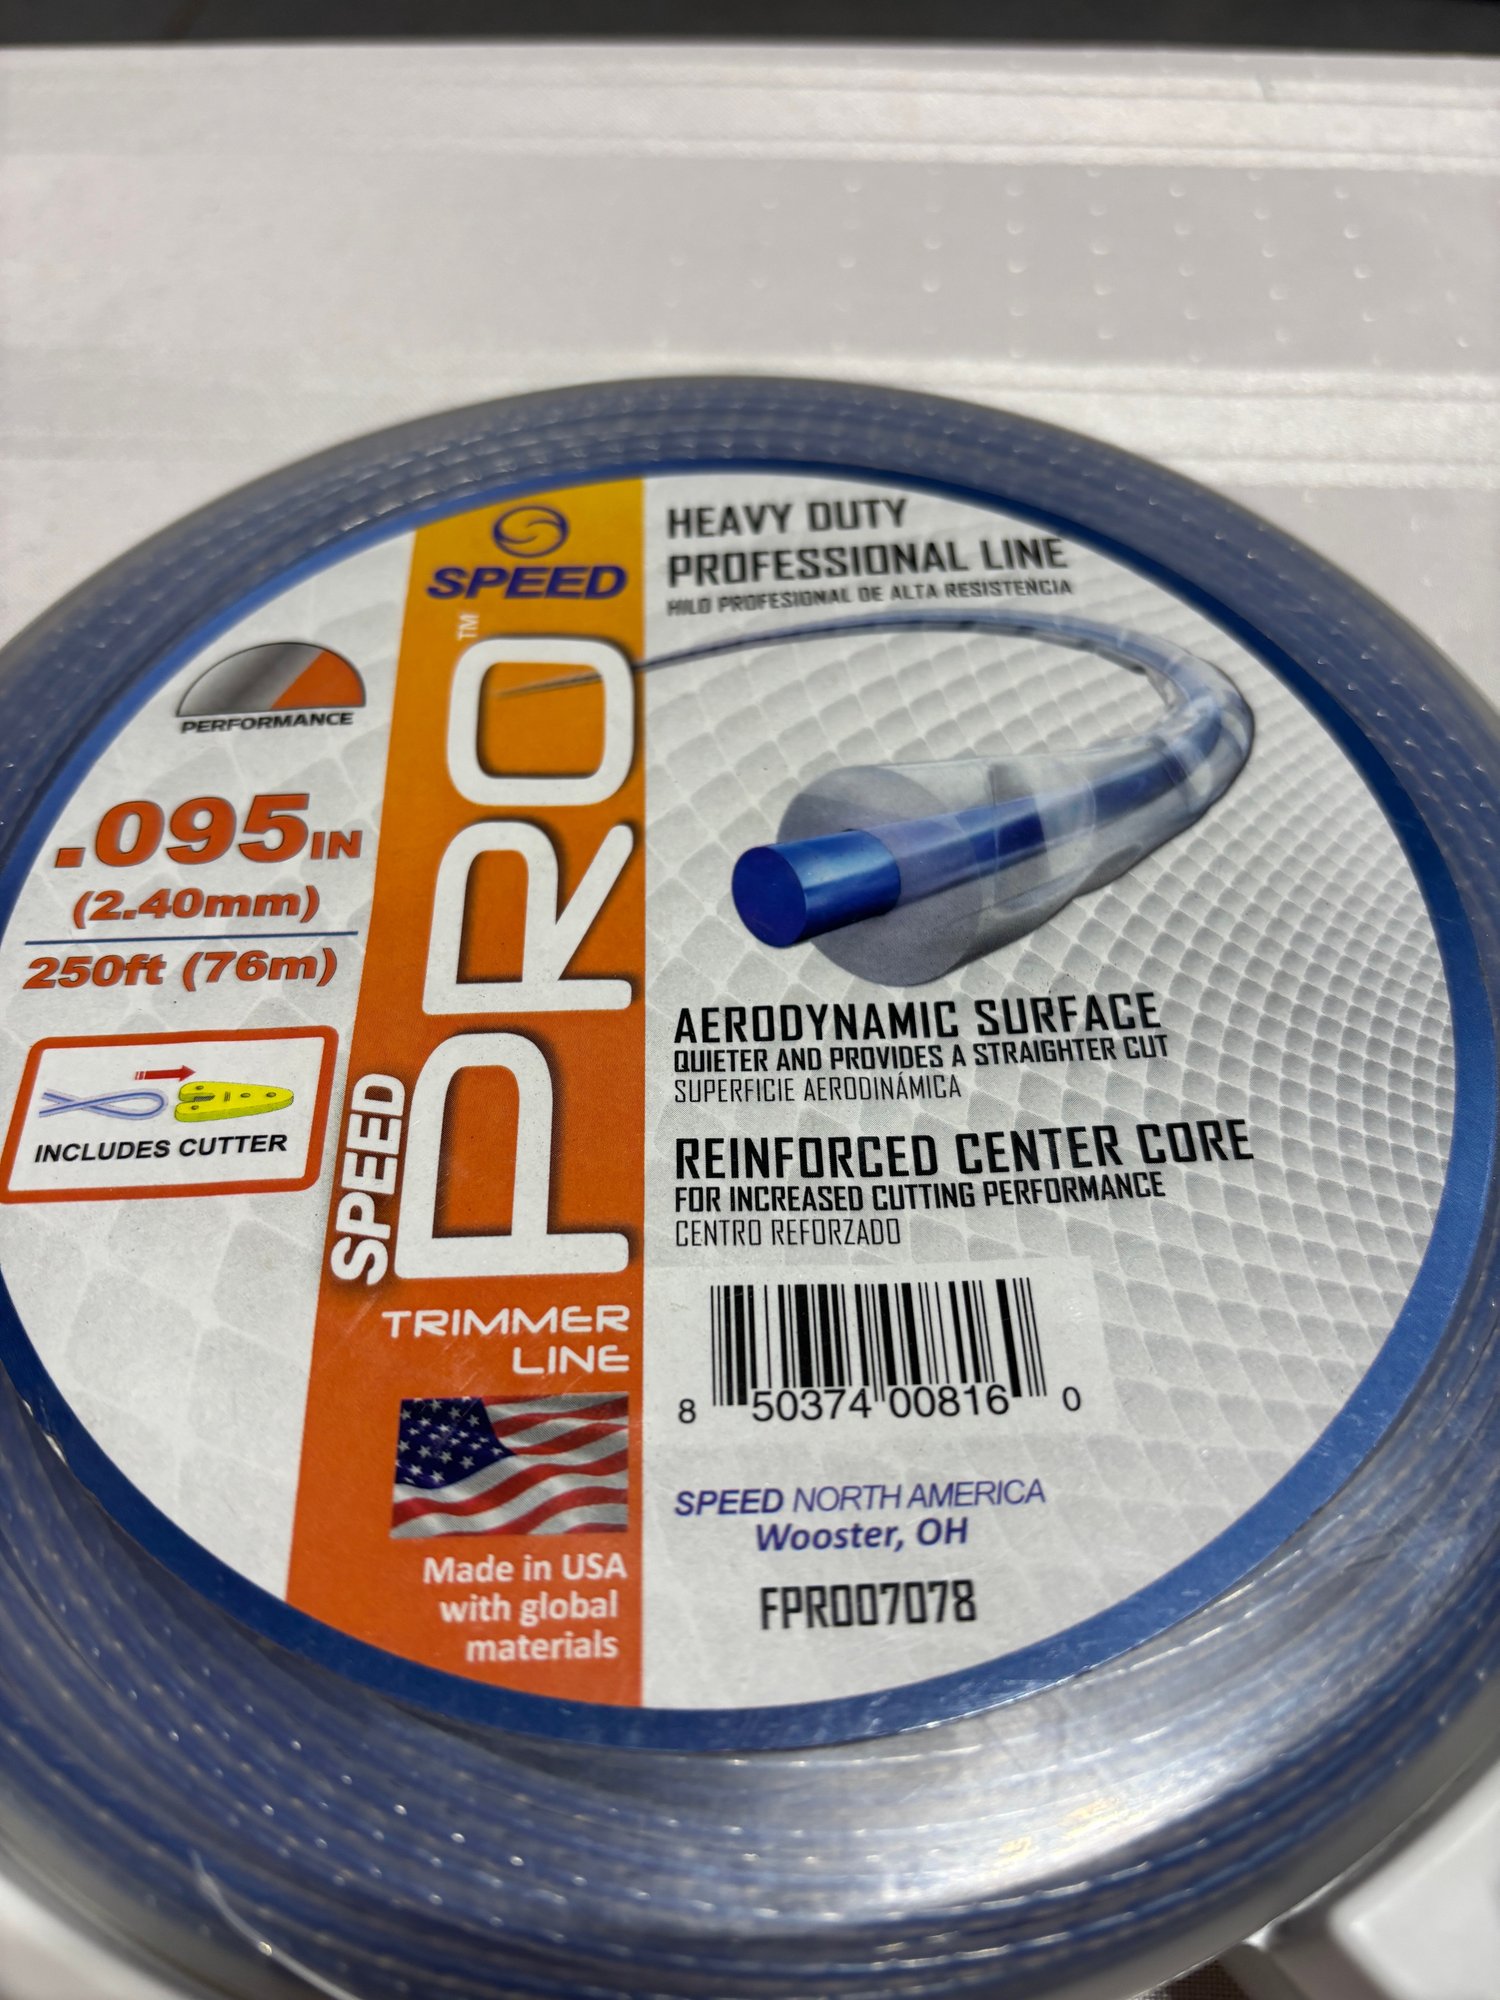 SPEED
PRO™
SPEED
TRIMMER
LINE
Made in USA
with global
materials
PERFORMANCE
.095IN
(2.40mm)
250ft (76m)
INCLUDES CUTTER
HEAVY DUTY
PROFESSIONAL LINE
HILO PROFESIONAL DE ALTA RESISTENCIA
AERODYNAMIC SURFACE
QUIETER AND PROVIDES A STRAIGHTER CUT
SUPERFICIE AERODINÁMICA
REINFORCED CENTER CORE
FOR INCREASED CUTTING PERFORMANCE
CENTRO REFORZADO
8 50374 00816 0
SPEED NORTH AMERICA
Wooster, OH
FPR007078